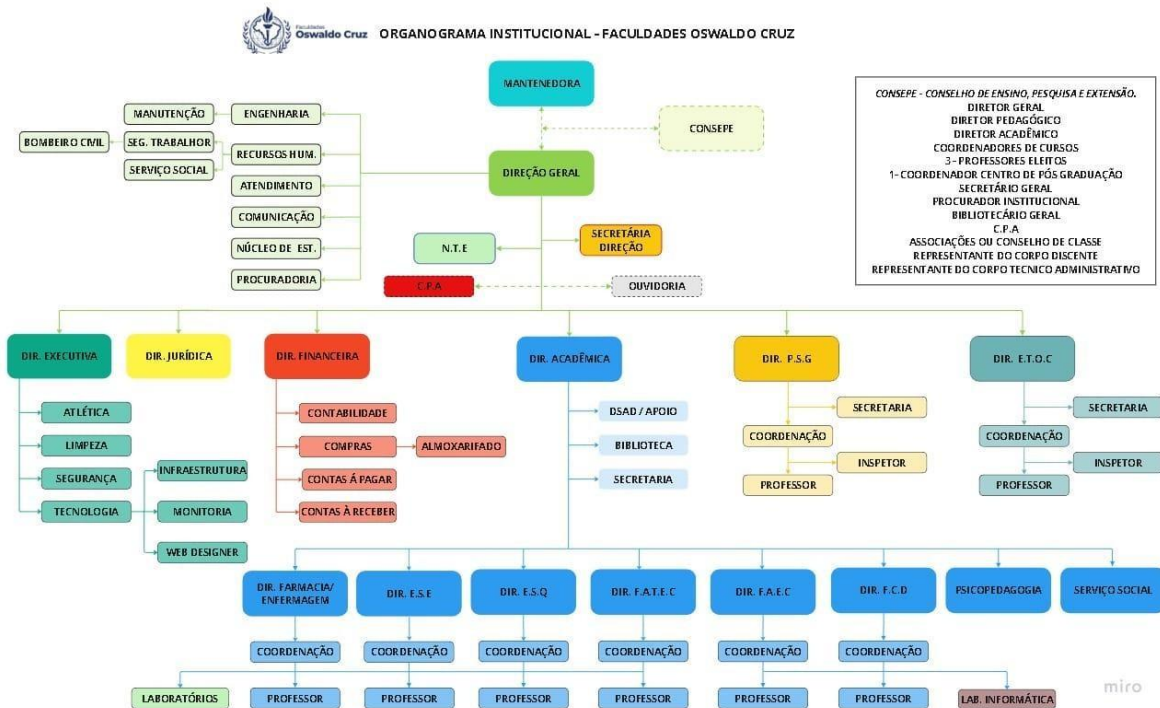 Faculdades
Oswaldo Cruz
ORGANOGRAMA INSTITUCIONAL - FACULDADES OSWALDO CRUZ
MANTENEDORA
CONSEPE
DIREÇÃO GERAL
CONSEPE - CONSELHO DE ENSINO, PESQUISA E EXTENSÃO.
DIRETOR GERAL
DIRETOR PEDAGÓGICO
DIRETOR ACADÊMICO
COORDENADORES DE CURSOS
3 - PROFESSORES ELEITOS
1- COORDENADOR CENTRO DE PÓS GRADUAÇÃO
SECRETÁRIO GERAL
PROCURADOR INSTITUCIONAL
BIBLIOTECÁRIO GERAL
C.P.A
ASSOCIAÇÕES OU CONSELHO DE CLASSE
REPRESENTANTE DO CORPO DISCENTE
REPRESENTANTE DO CORPO TECNICO ADMINISTRATIVO
MANUTENÇÃO
ENGENHARIA
BOMBEIRO CIVIL
SEG. TRABALHOR
RECURSOS HUM.
SERVIÇO SOCIAL
ATENDIMENTO
COMUNICAÇÃO
NÚCLEO DE EST.
PROCURADORIA
N.T.E
SECRETÁRIA
DIREÇÃO
C.P.A
OUVIDORIA
DIR. EXECUTIVA
DIR. JURÍDICA
DIR. FINANCEIRA
DIR. ACADÊMICA
DIR. P.S.G
DIR. E.T.O.C
ATLÉTICA
LIMPEZA
SEGURANÇA
TECNOLOGIA
INFRAESTRUTURA
MONITORIA
WEB DESIGNER
CONTABILIDADE
COMPRAS
ALMOXARIFADO
CONTAS Á PAGAR
CONTAS À RECEBER
DSAD / APOIO
BIBLIOTECA
SECRETARIA
SECRETARIA
COORDENAÇÃO
INSPETOR
PROFESSOR
SECRETARIA
COORDENAÇÃO
INSPETOR
PROFESSOR
DIR. FARMACIA/
ENFERMAGEM
DIR. E.S.E
DIR. E.S.Q
DIR. F.A.T.E.C
DIR. F.A.E.C
DIR. F.C.D
PSICOPEDAGOGIA
SERVIÇO SOCIAL
COORDENAÇÃO
COORDENAÇÃO
COORDENAÇÃO
COORDENAÇÃO
COORDENAÇÃO
COORDENAÇÃO
LABORATÓRIOS
PROFESSOR
PROFESSOR
PROFESSOR
PROFESSOR
PROFESSOR
PROFESSOR
LAB. INFORMÁTICA
miro